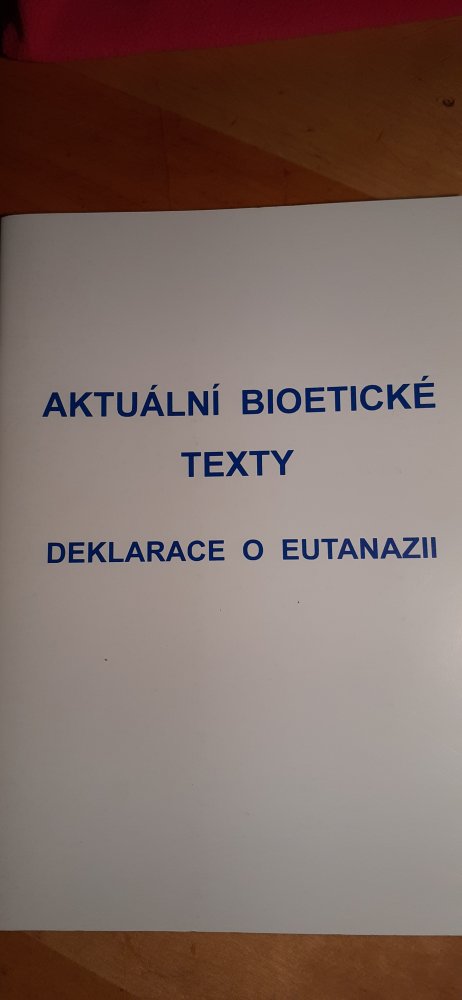 AKTUÁLNÍ BIOETICKÉ
TEXTY
DEKLARACE O EUTANAZII